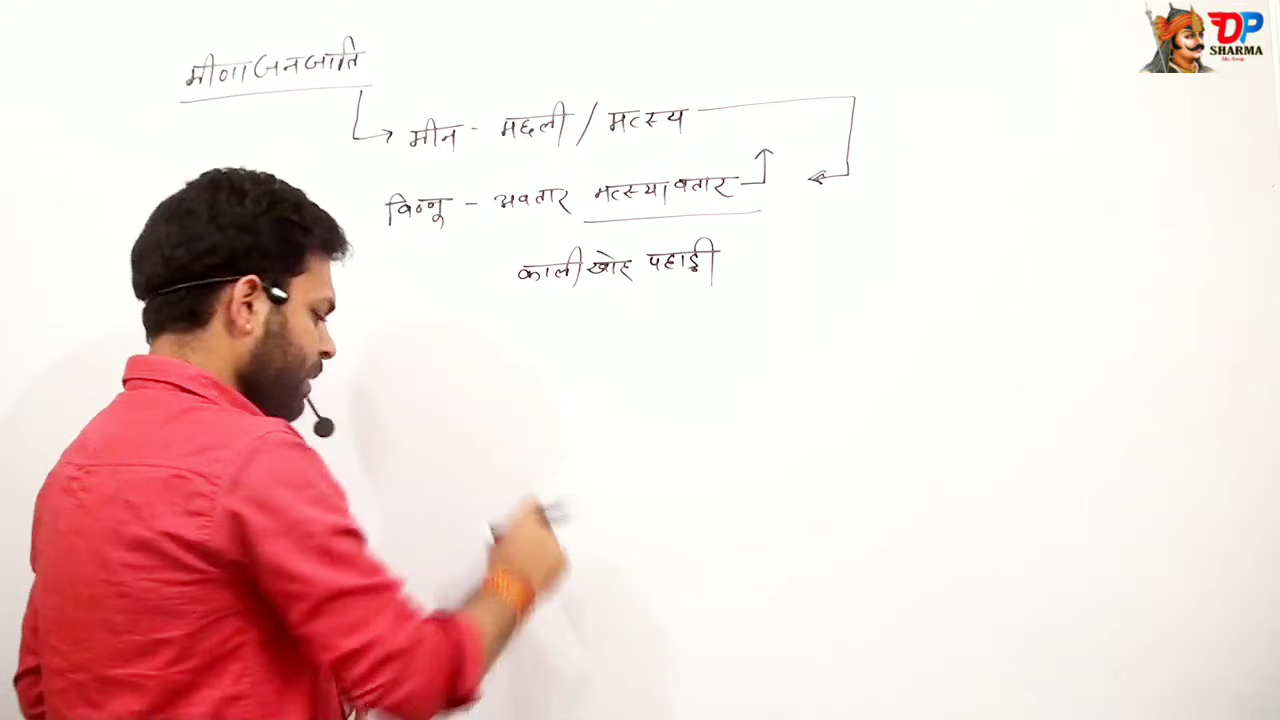 मीणा जनजाति
मीन - मछली / मत्स्य
विष्णु - अवतार मत्स्यावतार
कालीखोह पहाड़ी
DP
SHARMA